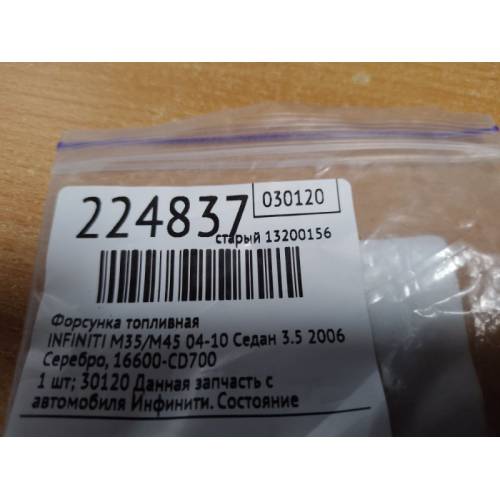 224837
030120
старый 13200156
Форсунка топливная
INFINITI M35/M45 04-10 Седан 3.5 2006
Серебро, 16600-CD700
1 шт; 30120 Данная запчасть с
автомобиля Инфинити. Состояние